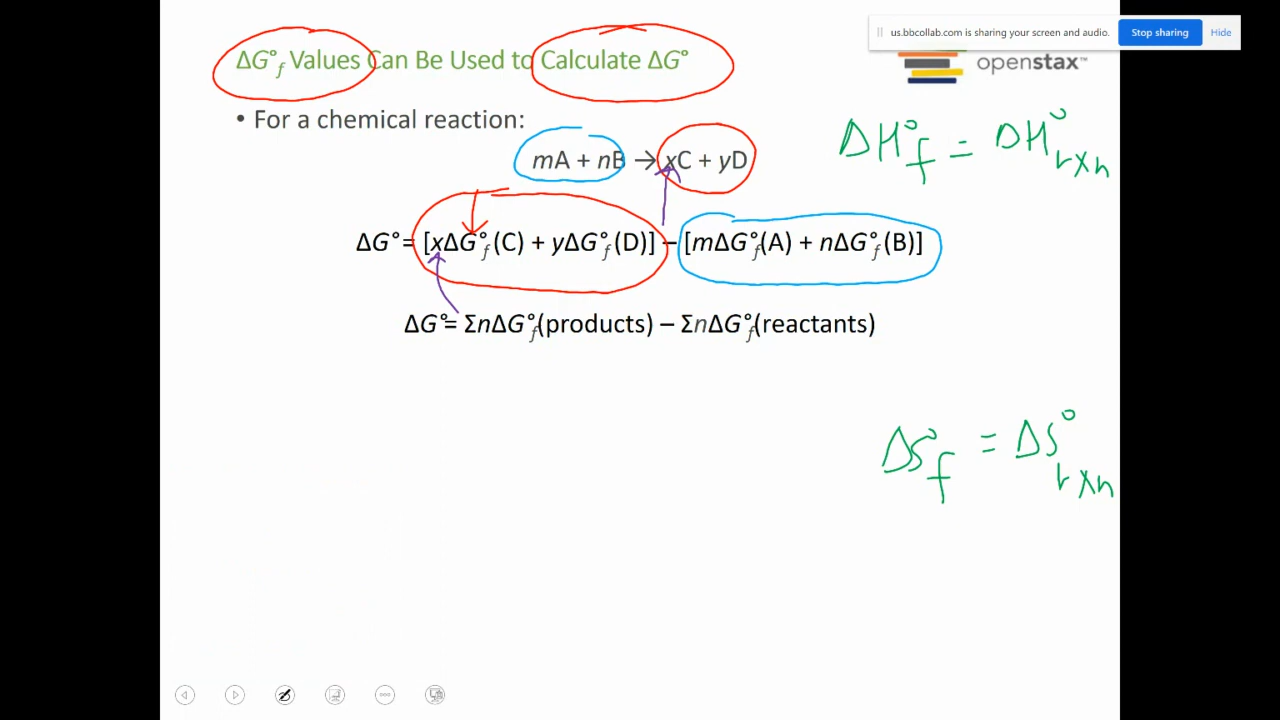 us.bbcollab.com is sharing your screen and audio. Stop sharing Hide
ΔG°f Values Can Be Used to Calculate ΔG°
openstax™
• For a chemical reaction:
mA + nB → xC + yD
ΔH°f = ΔH°rxn
ΔG° = [xΔG°f(C) + yΔG°f(D)] – [mΔG°f(A) + nΔG°f(B)]
ΔG°= ΣnΔG°f(products) – ΣnΔG°f(reactants)
ΔS°f = ΔS°rxn